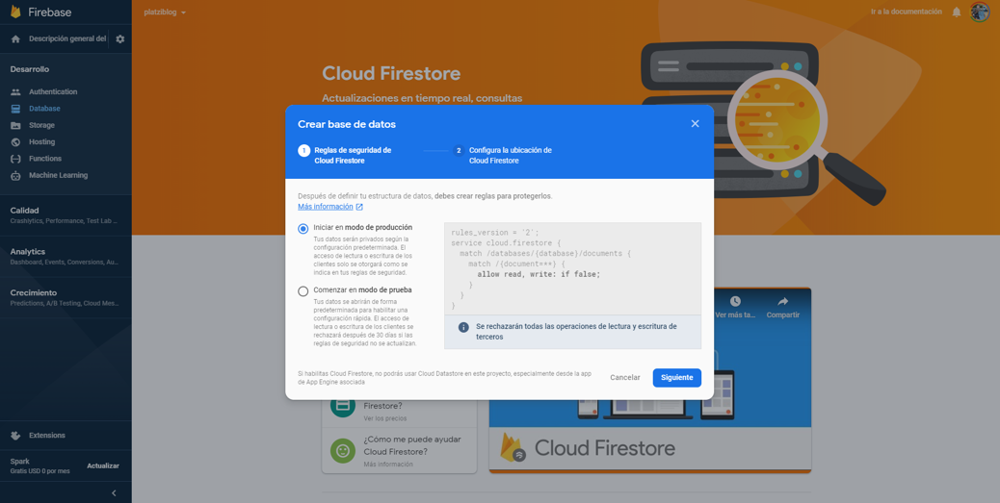 Firebase
platziblog
Ir a la documentación
Descripción general del
Desarrollo
Authentication
Database
Storage
Hosting
Functions
Machine Learning
Calidad
Crashlytics, Performance, Test Lab ...
Analytics
Dashboard, Events, Conversions, Au...
Crecimiento
Predictions, A/B Testing, Cloud Mes...
Extensions
Spark
Gratis USD 0 por mes
Actualizar
Cloud Firestore
Actualizaciones en tiempo real, consultas
Crear base de datos
1 Reglas de seguridad de
Cloud Firestore
2 Configura la ubicación de
Cloud Firestore
Después de definir tu estructura de datos, debes crear reglas para protegerlos.
Más información
Iniciar en modo de producción
Tus datos serán privados según la
configuración predeterminada. El
acceso de lectura o escritura de los
clientes solo se otorgará como se
indica en tus reglas de seguridad.
Comenzar en modo de prueba
Tus datos se abrirán de forma
predeterminada para habilitar una
configuración rápida. El acceso de
lectura o escritura de los clientes se
rechazará después de 30 días si las
reglas de seguridad no se actualizan.
rules_version = '2';
service cloud.firestore {
match /databases/{database}/documents {
match /{document=**} {
allow read, write: if false;
}
}
}
Se rechazarán todas las operaciones de lectura y escritura de
terceros
Si habilitas Cloud Firestore, no podrás usar Cloud Datastore en este proyecto, especialmente desde la app
de App Engine asociada
Cancelar
Siguiente
Ver más ta...
Compartir
Firestore?
Ver los precios
¿Cómo me puede ayudar
Cloud Firestore?
Más información
Cloud Firestore